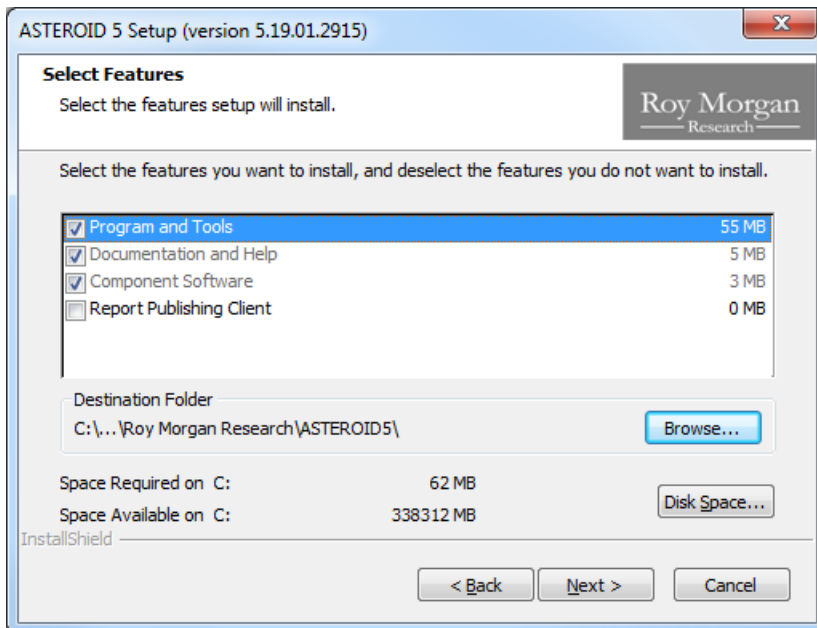 ASTEROID 5 Setup (version 5.19.01.2915)
Select Features
Select the features setup will install.
Roy Morgan
Research
Select the features you want to install, and deselect the features you do not want to install.
Program and Tools 55 MB
Documentation and Help 5 MB
Component Software 3 MB
Report Publishing Client 0 MB
Destination Folder
C:\...\Roy Morgan Research\ASTEROID5\
Browse...
Space Required on C: 62 MB
Space Available on C: 338312 MB
Disk Space...
InstallShield
< Back Next > Cancel